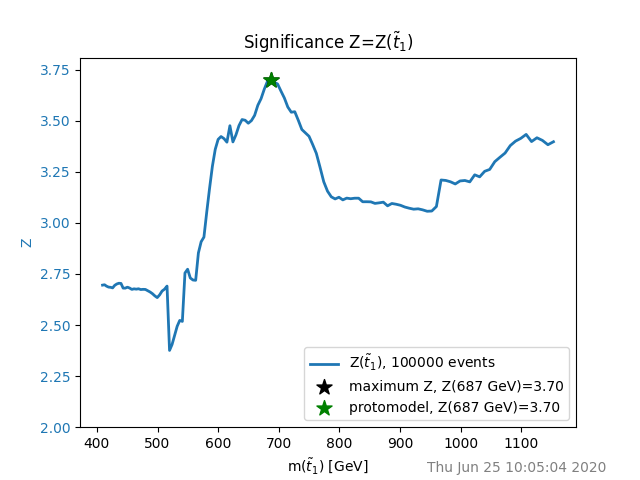 Significance Z=Z(t̃₁)
3.75
3.50
3.25
3.00
2.75
2.50
2.25
2.00
Z
Z(t̃₁), 100000 events
maximum Z, Z(687 GeV)=3.70
protomodel, Z(687 GeV)=3.70
400 500 600 700 800 900 1000 1100
m(t̃₁) [GeV]
Thu Jun 25 10:05:04 2020